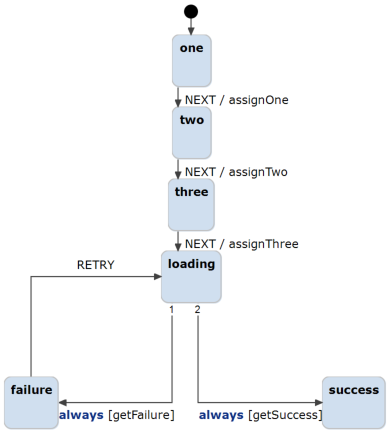 one
NEXT / assignOne
two
NEXT / assignTwo
three
NEXT / assignThree
loading
RETRY
1 2
failure
success
always [getFailure] always [getSuccess]